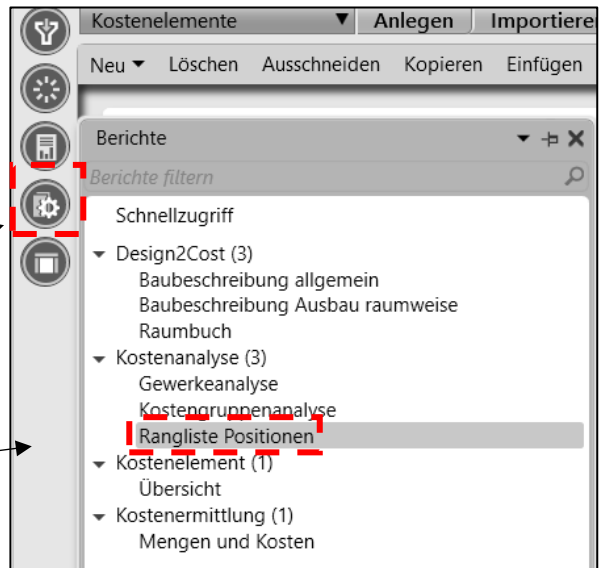 Kostenelemente ▼ Anlegen Importiere
Neu ▼ Löschen Ausschneiden Kopieren Einfügen
Berichte
Berichte filtern
Schnellzugriff
Design2Cost (3)
Baubeschreibung allgemein
Baubeschreibung Ausbau raumweise
Raumbuch
Kostenanalyse (3)
Gewerkeanalyse
Kostengruppenanalyse
Rangliste Positionen
Kostenelement (1)
Übersicht
Kostenermittlung (1)
Mengen und Kosten